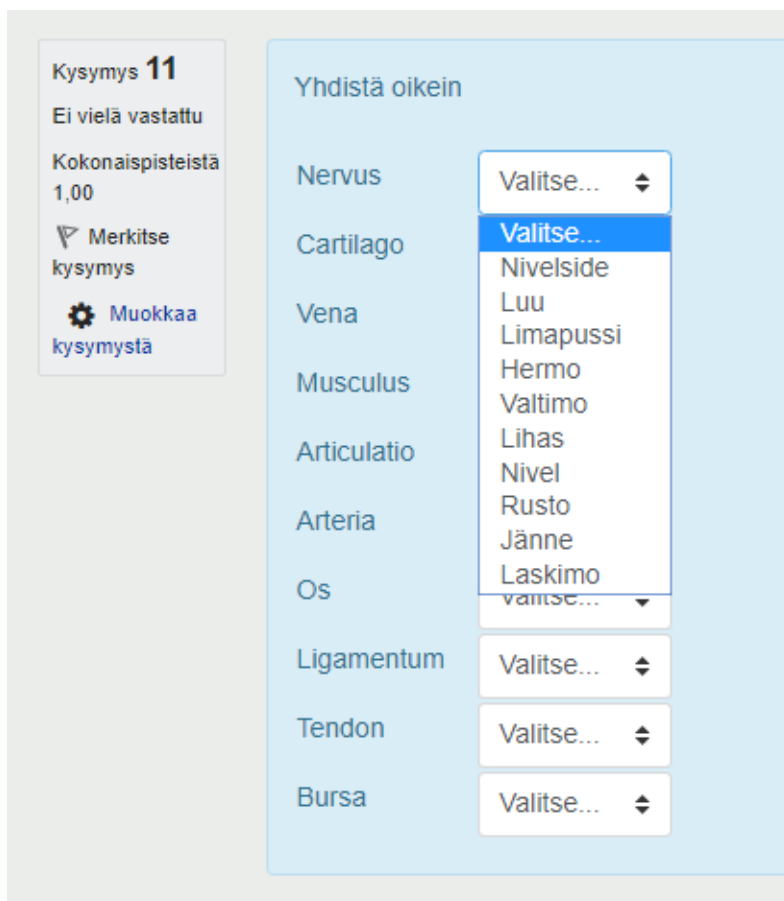 Kysymys 11
Ei vielä vastattu
Kokonaispisteistä
1,00
Merkitse
kysymys
Muokkaa
kysymystä
Yhdistä oikein
Nervus
Valitse...
Valitse...
Nivelside
Luu
Limapussi
Hermo
Valtimo
Lihas
Nivel
Rusto
Jänne
Laskimo
Cartilago
Vena
Musculus
Articulatio
Arteria
Os
Valitse...
Ligamentum
Valitse...
Tendon
Valitse...
Bursa
Valitse...